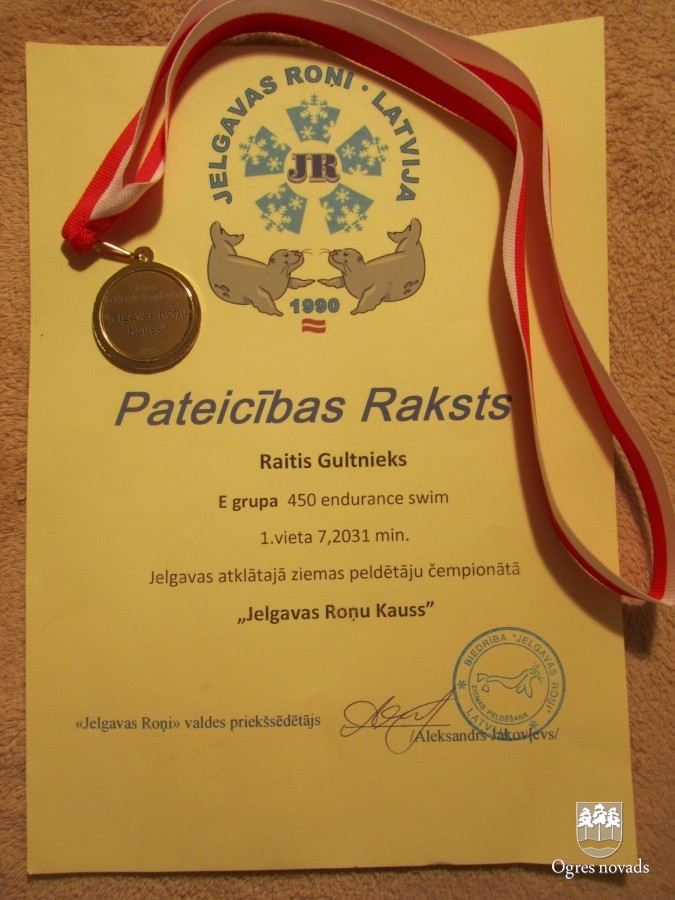 JELGAVAS ROŅI · LATVIJA
JR
1990
"Jelgavas Roņu
Kauss"
Pateicības Raksts
Raitis Gultnieks
E grupa 450 endurance swim
1.vieta 7,2031 min.
Jelgavas atklātajā ziemas peldētāju čempionātā
„Jelgavas Roņu Kauss”
BIEDRĪBA "JELGAVAS ROŅI"
ZIEMAS PELDĒŠANA
LATVIJA
«Jelgavas Roņi» valdes priekšsēdētājs
/Aleksandrs Jakovļevs/
Ogres novads